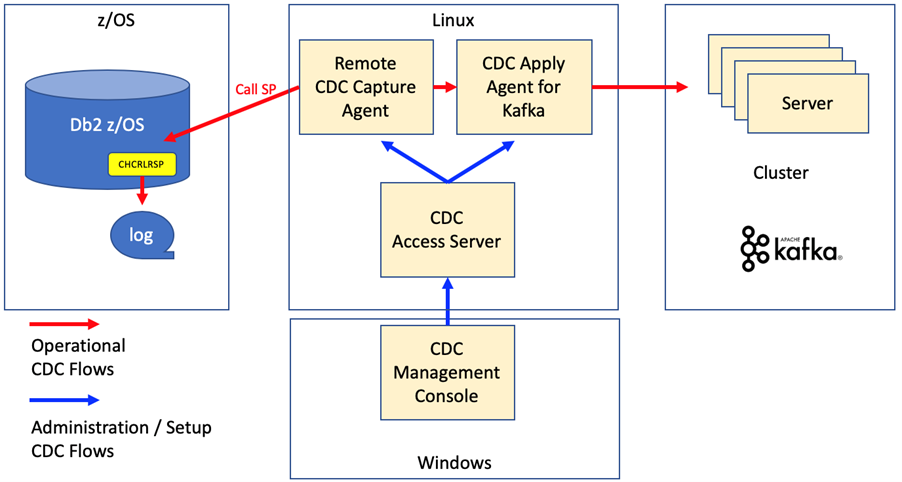 z/OS
Db2 z/OS
CHCRLRSP
log
Call SP
Linux
Remote
CDC Capture
Agent
CDC Apply
Agent for
Kafka
CDC
Access Server
CDC
Management
Console
Windows
Server
Cluster
APACHE
kafka®
Operational
CDC Flows
Administration / Setup
CDC Flows